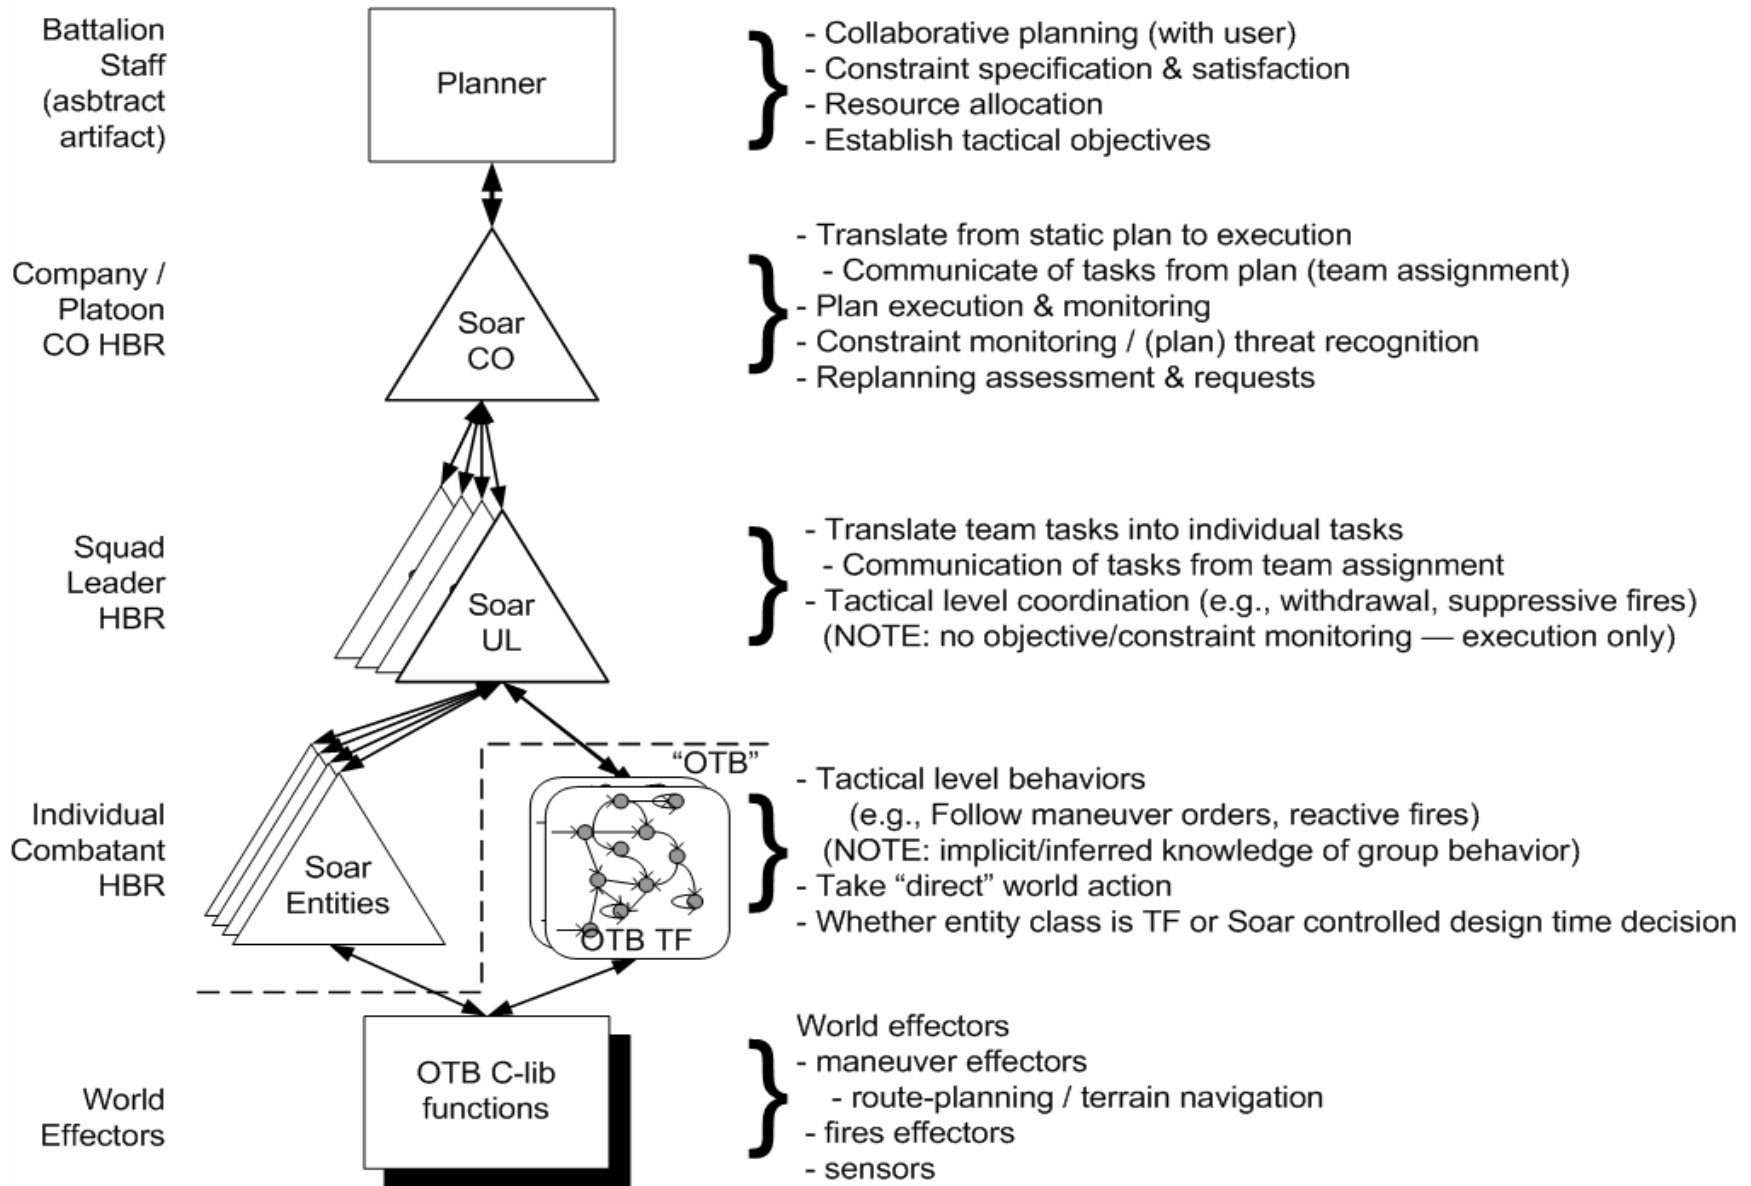 Battalion
Staff
(asbtract
artifact)
Planner
- Collaborative planning (with user)
- Constraint specification & satisfaction
- Resource allocation
- Establish tactical objectives
Company /
Platoon
CO HBR
Soar
CO
- Translate from static plan to execution
- Communicate of tasks from plan (team assignment)
- Plan execution & monitoring
- Constraint monitoring / (plan) threat recognition
- Replanning assessment & requests
Squad
Leader
HBR
Soar
UL
- Translate team tasks into individual tasks
- Communication of tasks from team assignment
- Tactical level coordination (e.g., withdrawal, suppressive fires)
(NOTE: no objective/constraint monitoring — execution only)
Individual
Combatant
HBR
Soar
Entities
“OTB”
OTB TF
- Tactical level behaviors
(e.g., Follow maneuver orders, reactive fires)
(NOTE: implicit/inferred knowledge of group behavior)
- Take “direct” world action
- Whether entity class is TF or Soar controlled design time decision
World
Effectors
OTB C-lib
functions
World effectors
- maneuver effectors
- route-planning / terrain navigation
- fires effectors
- sensors